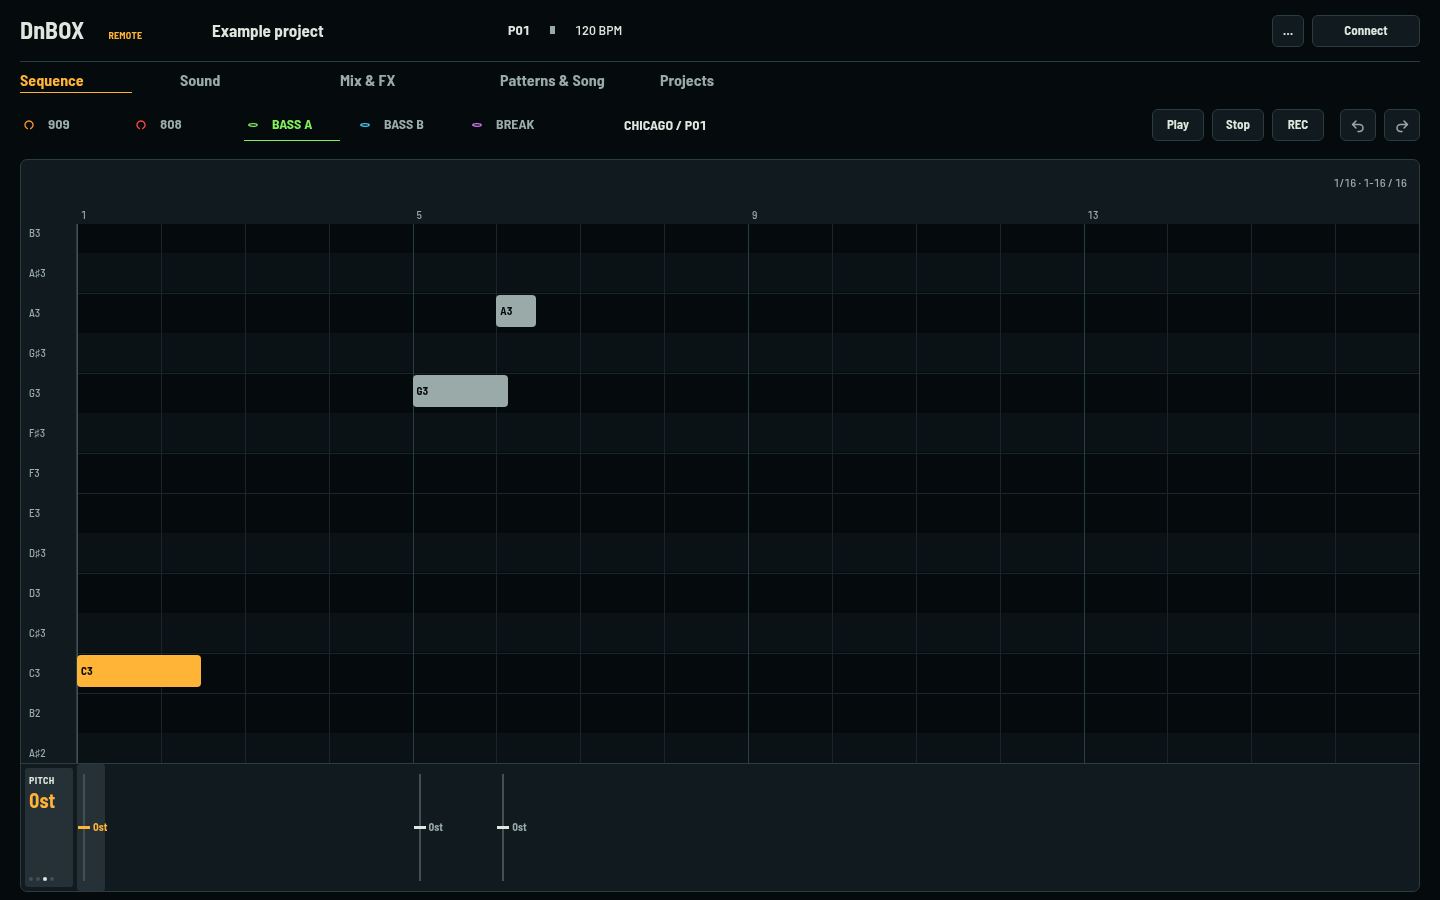 DnBOX REMOTE Example project P01 120 BPM ... Connect
Sequence Sound Mix & FX Patterns & Song Projects
909 808 BASS A BASS B BREAK CHICAGO / P01 Play Stop REC
1/16 · 1-16 / 16
1 5 9 13
B3
A♯3
A3 A3
G♯3
G3 G3
F♯3
F3
E3
D♯3
D3
C♯3
C3 C3
B2
A♯2
PITCH
0st
0st 0st 0st